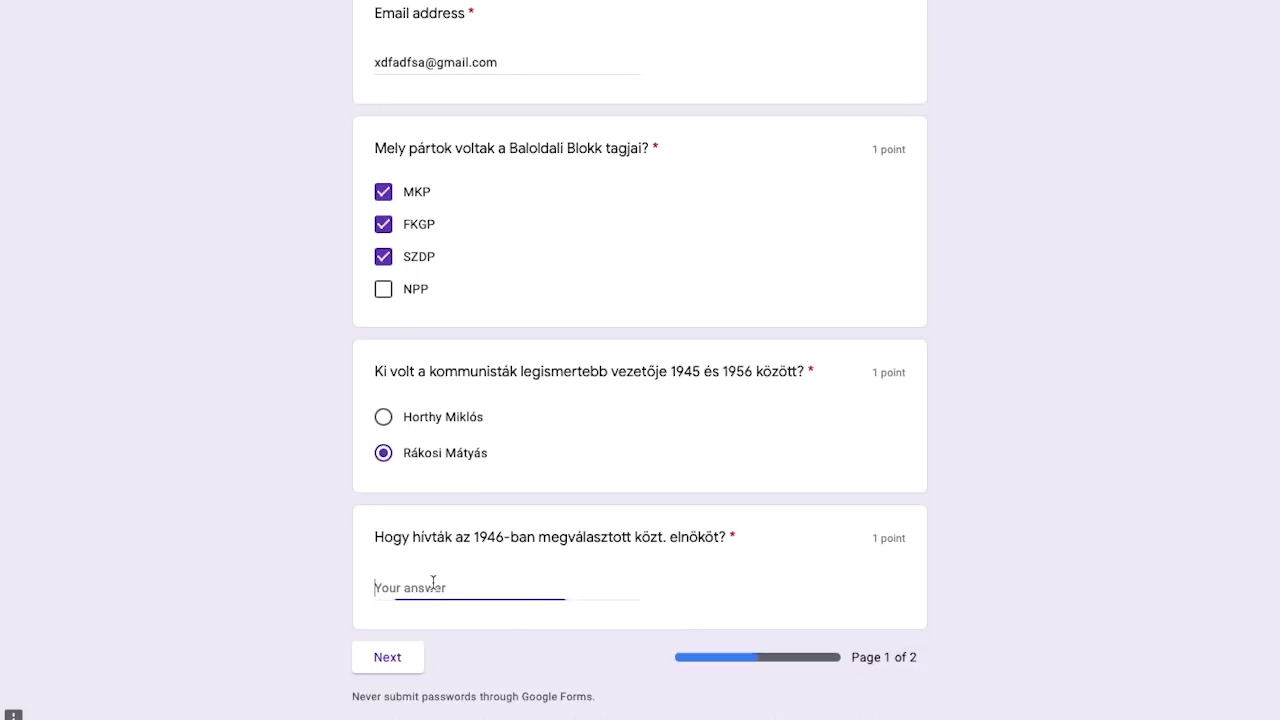 Email address *
xdfadfsa@gmail.com
Mely pártok voltak a Baloldali Blokk tagjai? *
1 point
MKP
FKGP
SZDP
NPP
Ki volt a kommunisták legismertebb vezetője 1945 és 1956 között? *
1 point
Horthy Miklós
Rákosi Mátyás
Hogy hívták az 1946-ban megválasztott közt. elnököt? *
1 point
Your answer
Next
Page 1 of 2
Never submit passwords through Google Forms.